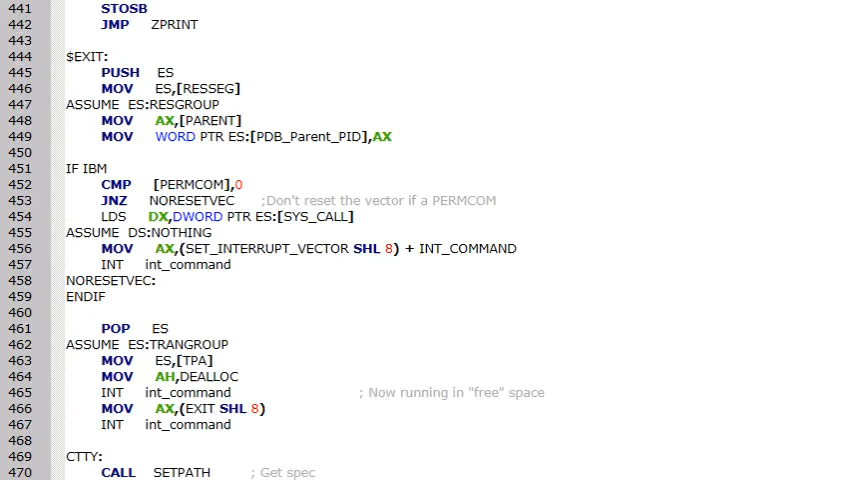 441 STOSB
442 JMP ZPRINT
443
444 $EXIT:
445 PUSH ES
446 MOV ES,[RESSEG]
447 ASSUME ES:RESGROUP
448 MOV AX,[PARENT]
449 MOV WORD PTR ES:[PDB_Parent_PID],AX
450
451 IF IBM
452 CMP [PERMCOM],0
453 JNZ NORESETVEC ;Don't reset the vector if a PERMCOM
454 LDS DX,DWORD PTR ES:[SYS_CALL]
455 ASSUME DS:NOTHING
456 MOV AX,(SET_INTERRUPT_VECTOR SHL 8) + INT_COMMAND
457 INT int_command
458 NORESETVEC:
459 ENDIF
460
461 POP ES
462 ASSUME ES:TRANGROUP
463 MOV ES,[TPA]
464 MOV AH,DEALLOC
465 INT int_command ; Now running in "free" space
466 MOV AX,(EXIT SHL 8)
467 INT int_command
468
469 CTTY:
470 CALL SETPATH ; Get spec